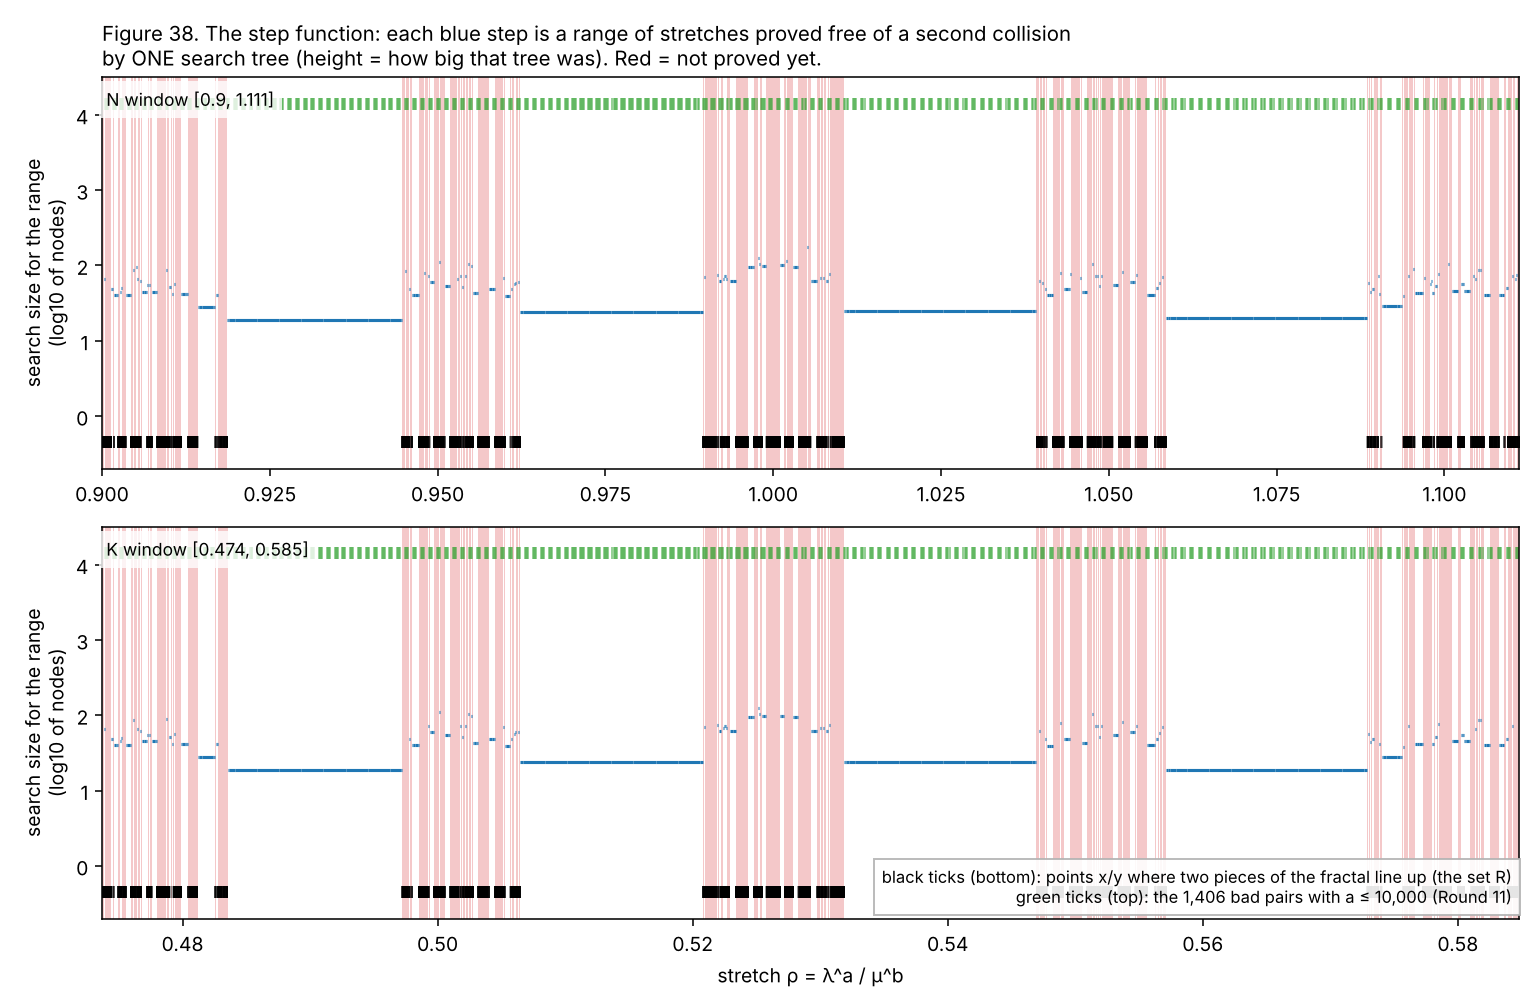 Figure 38. The step function: each blue step is a range of stretches proved free of a second collision
by ONE search tree (height = how big that tree was). Red = not proved yet.
N window [0.9, 1.111]
4
3
2
1
0
search size for the range
(log10 of nodes)
0.900
0.925
0.950
0.975
1.000
1.025
1.050
1.075
1.100
K window [0.474, 0.585]
4
3
2
1
0
search size for the range
(log10 of nodes)
black ticks (bottom): points x/y where two pieces of the fractal line up (the set R)
green ticks (top): the 1,406 bad pairs with a ≤ 10,000 (Round 11)
0.48
0.50
0.52
0.54
0.56
0.58
stretch ρ = λ^a / μ^b